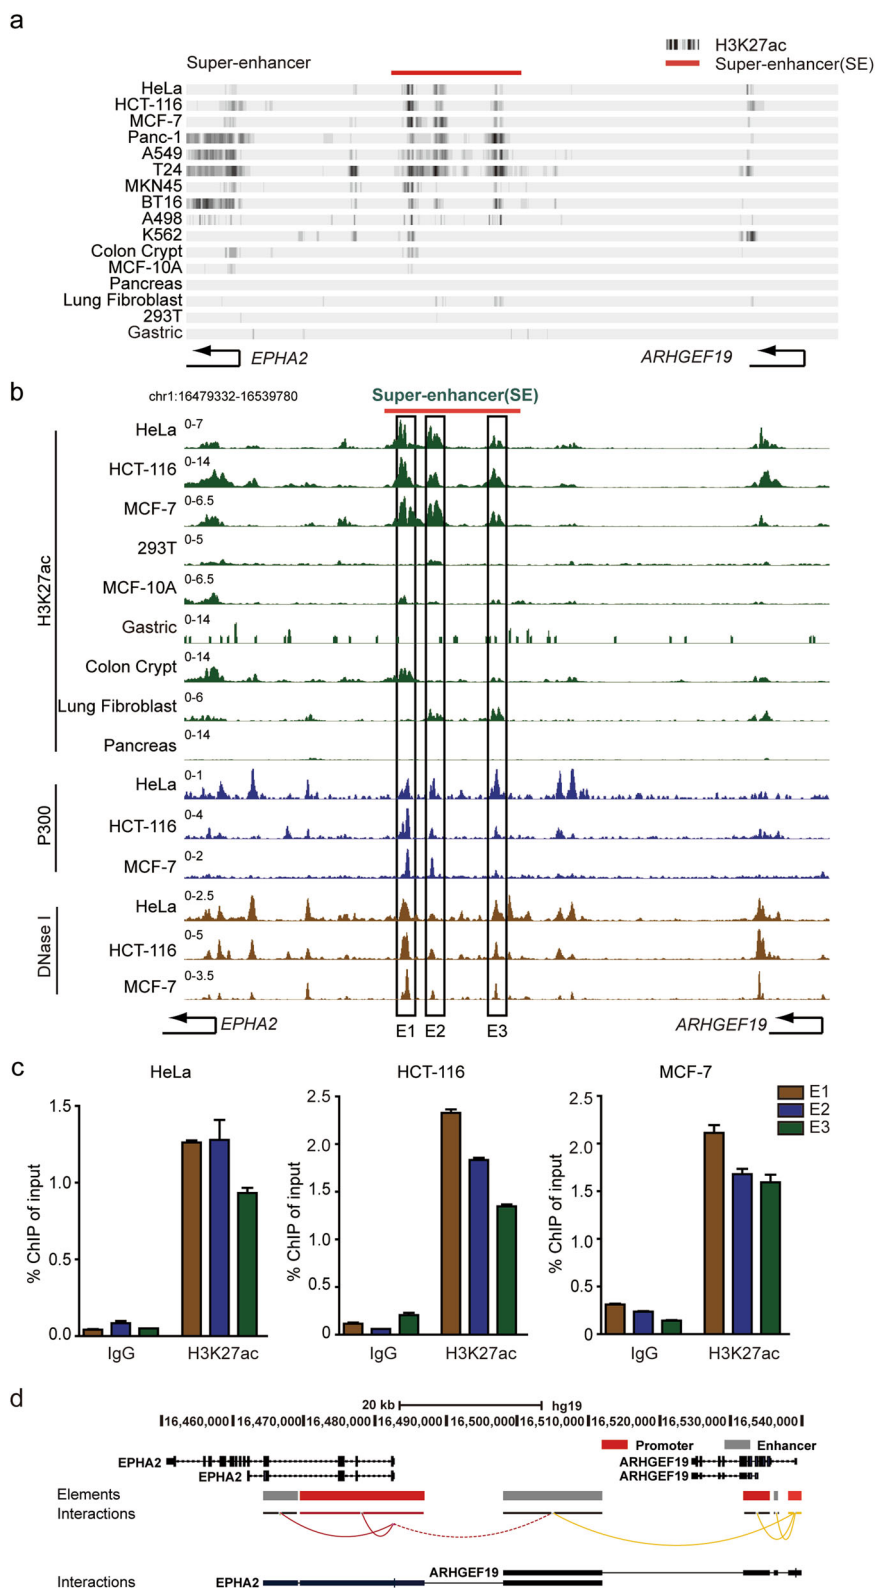 a
H3K27ac
Super-enhancer
Super-enhancer(SE)
HeLa
HCT-116
MCF-7
Panc-1
A549
T24
MKN45
BT16
A498
K562
Colon Crypt
MCF-10A
Pancreas
Lung Fibroblast
293T
Gastric
EPHA2 ARHGEF19
b
chr1:16479332-16539780 Super-enhancer(SE)
H3K27ac
HeLa 0-7
HCT-116 0-14
MCF-7 0-6.5
293T 0-5
MCF-10A 0-6.5
Gastric 0-14
Colon Crypt 0-14
Lung Fibroblast 0-6
Pancreas 0-14
P300
HeLa 0-1
HCT-116 0-4
MCF-7 0-2
DNase I
HeLa 0-2.5
HCT-116 0-5
MCF-7 0-3.5
EPHA2 E1 E2 E3 ARHGEF19
c
HeLa
% ChIP of input
1.5
1.0
0.5
0.0
IgG H3K27ac
HCT-116
% ChIP of input
2.5
2.0
1.5
1.0
0.5
0
IgG H3K27ac
MCF-7
% ChIP of input
2.5
2.0
1.5
1.0
0.5
0
IgG H3K27ac
E1
E2
E3
d
20 kb hg19
16,460,000 16,470,000 16,480,000 16,490,000 16,500,000 16,510,000 16,520,000 16,530,000 16,540,000
Promoter Enhancer
EPHA2 ARHGEF19
EPHA2 ARHGEF19
Elements
Interactions
ARHGEF19
Interactions EPHA2